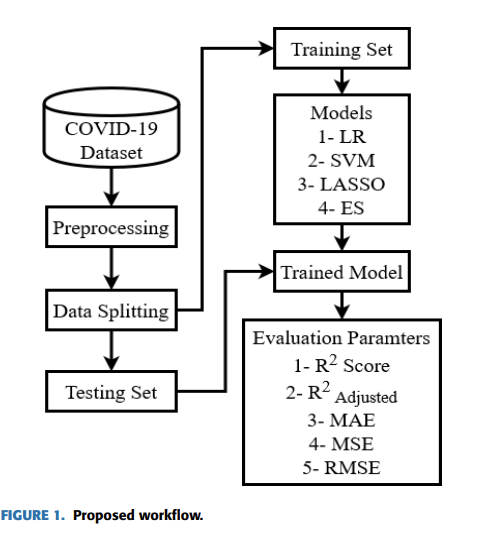 COVID-19
Dataset
Preprocessing
Data Splitting
Testing Set
Training Set
Models
1- LR
2- SVM
3- LASSO
4- ES
Trained Model
Evaluation Paramters
1- R² Score
2- R² Adjusted
3- MAE
4- MSE
5- RMSE
FIGURE 1. Proposed workflow.